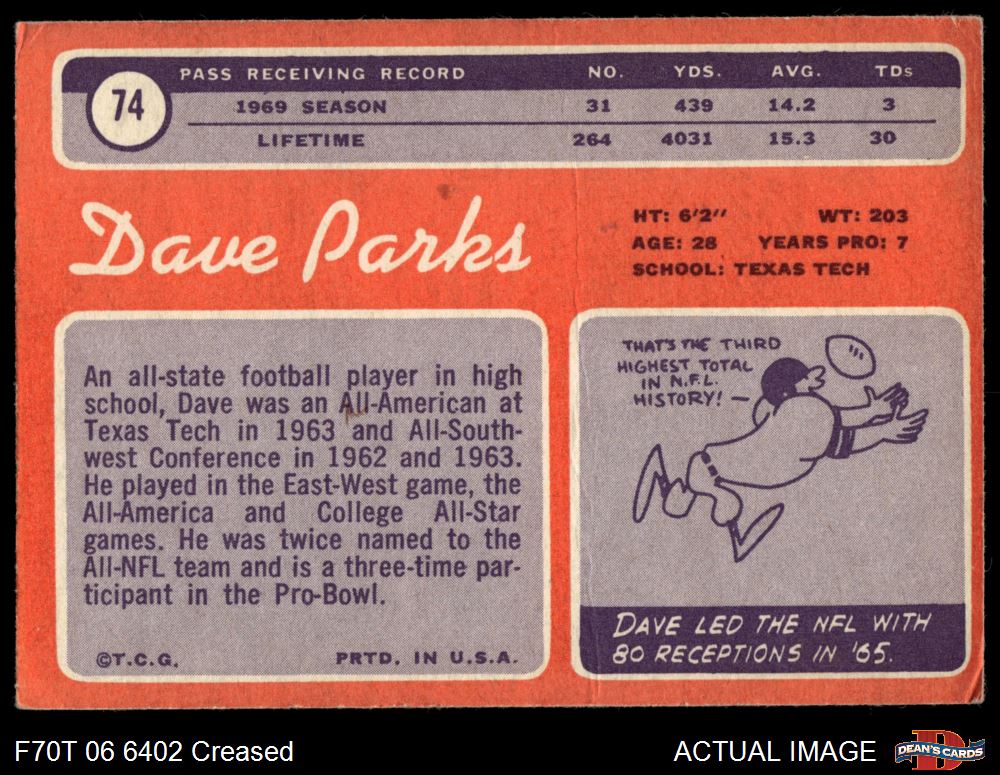 74
PASS RECEIVING RECORD NO. YDS. AVG. TDs
1969 SEASON 31 439 14.2 3
LIFETIME 264 4031 15.3 30
Dave Parks
HT: 6'2" WT: 203
AGE: 28 YEARS PRO: 7
SCHOOL: TEXAS TECH
An all-state football player in high
school, Dave was an All-American at
Texas Tech in 1963 and All-South-
west Conference in 1962 and 1963.
He played in the East-West game, the
All-America and College All-Star
games. He was twice named to the
All-NFL team and is a three-time par-
ticipant in the Pro-Bowl.
©T.C.G. PRTD. IN U.S.A.
THAT'S THE THIRD
HIGHEST TOTAL
IN N.F.L.
HISTORY! —
DAVE LED THE NFL WITH
80 RECEPTIONS IN '65.
F70T 06 6402 Creased
ACTUAL IMAGE
D
DEAN'S CARDS